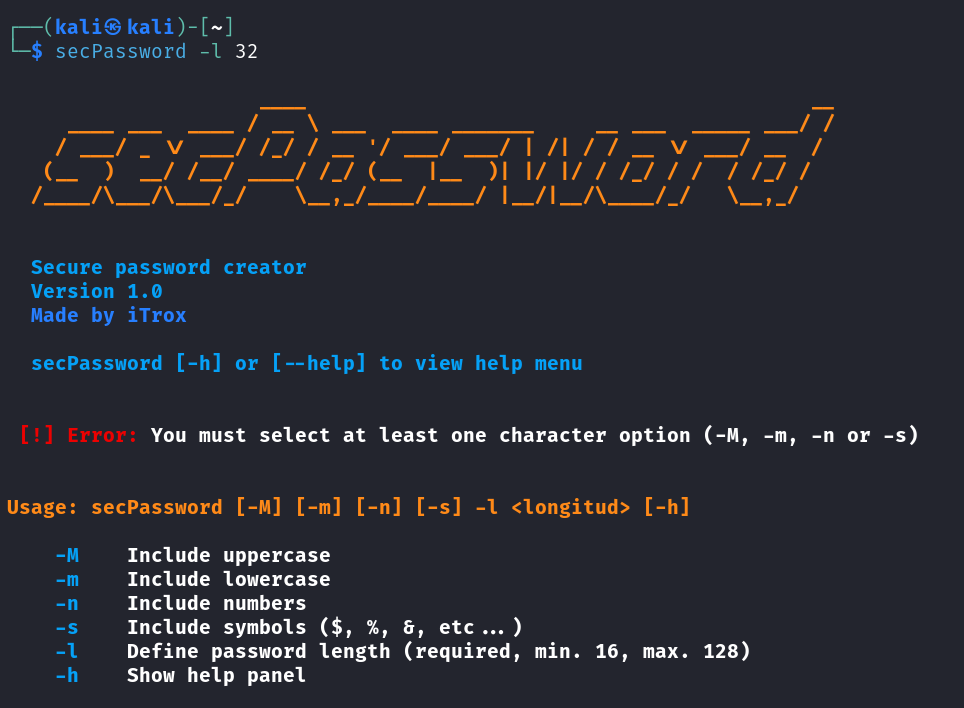 ┌──(kali㉿kali)-[~]
└─$ secPassword -l 32
secPassword
Secure password creator
Version 1.0
Made by iTrox
secPassword [-h] or [--help] to view help menu
[!] Error: You must select at least one character option (-M, -m, -n or -s)
Usage: secPassword [-M] [-m] [-n] [-s] -l <longitud> [-h]
-M Include uppercase
-m Include lowercase
-n Include numbers
-s Include symbols ($, %, &, etc...)
-l Define password length (required, min. 16, max. 128)
-h Show help panel